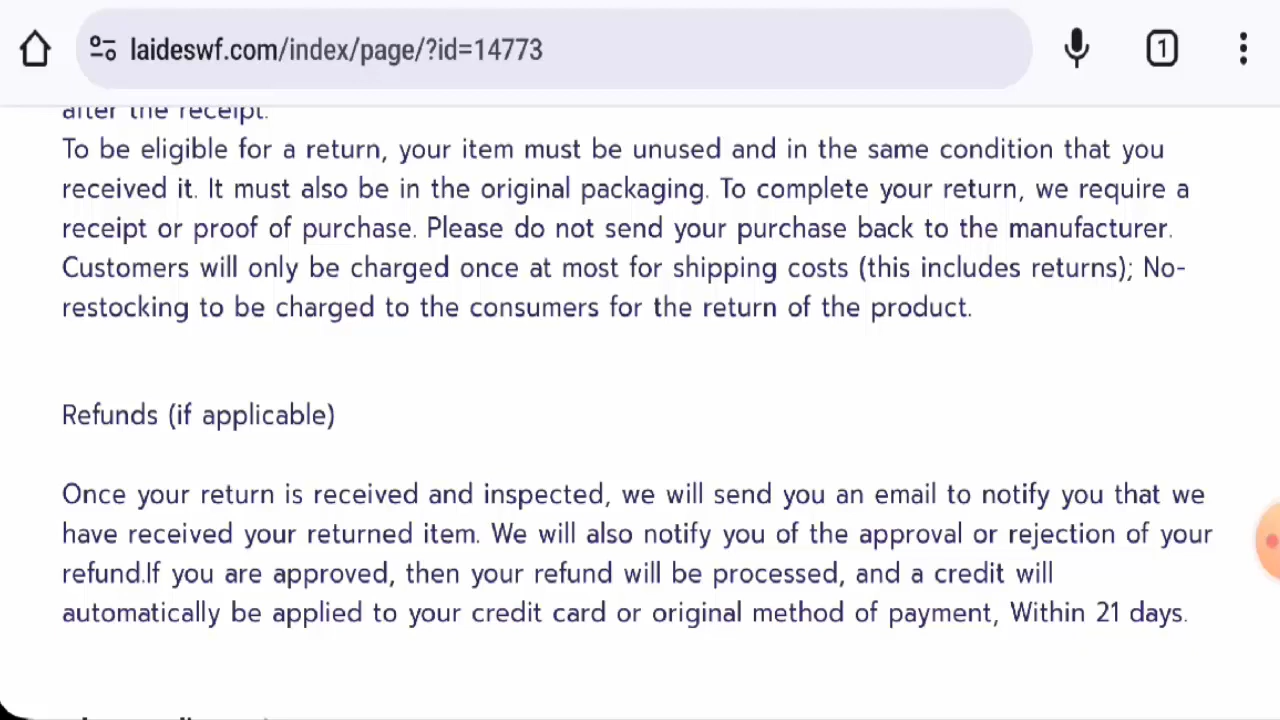 laideswf.com/index/page/?id=14773
1
after the receipt.
To be eligible for a return, your item must be unused and in the same condition that you
received it. It must also be in the original packaging. To complete your return, we require a
receipt or proof of purchase. Please do not send your purchase back to the manufacturer.
Customers will only be charged once at most for shipping costs (this includes returns); No-
restocking to be charged to the consumers for the return of the product.
Refunds (if applicable)
Once your return is received and inspected, we will send you an email to notify you that we
have received your returned item. We will also notify you of the approval or rejection of your
refund.If you are approved, then your refund will be processed, and a credit will
automatically be applied to your credit card or original method of payment, Within 21 days.